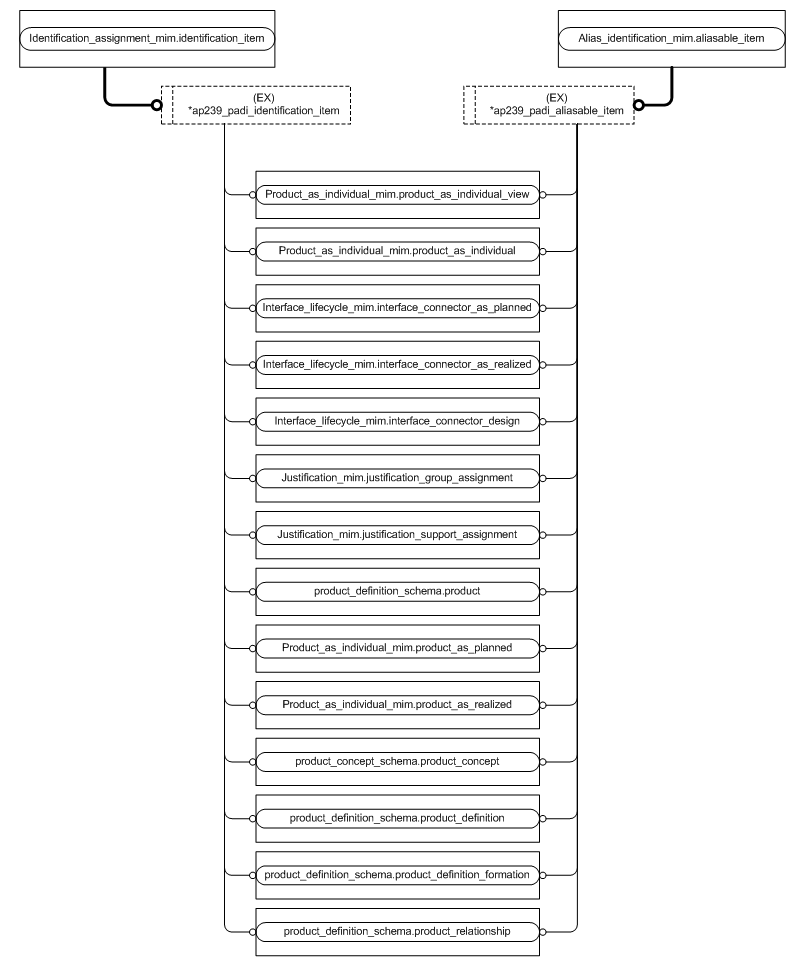 Identification_assignment_mim.identification_item
Alias_identification_mim.aliasable_item
(EX)
*ap239_padi_identification_item
(EX)
*ap239_padi_aliasable_item
Product_as_individual_mim.product_as_individual_view
Product_as_individual_mim.product_as_individual
Interface_lifecycle_mim.interface_connector_as_planned
Interface_lifecycle_mim.interface_connector_as_realized
Interface_lifecycle_mim.interface_connector_design
Justification_mim.justification_group_assignment
Justification_mim.justification_support_assignment
product_definition_schema.product
Product_as_individual_mim.product_as_planned
Product_as_individual_mim.product_as_realized
product_concept_schema.product_concept
product_definition_schema.product_definition
product_definition_schema.product_definition_formation
product_definition_schema.product_relationship